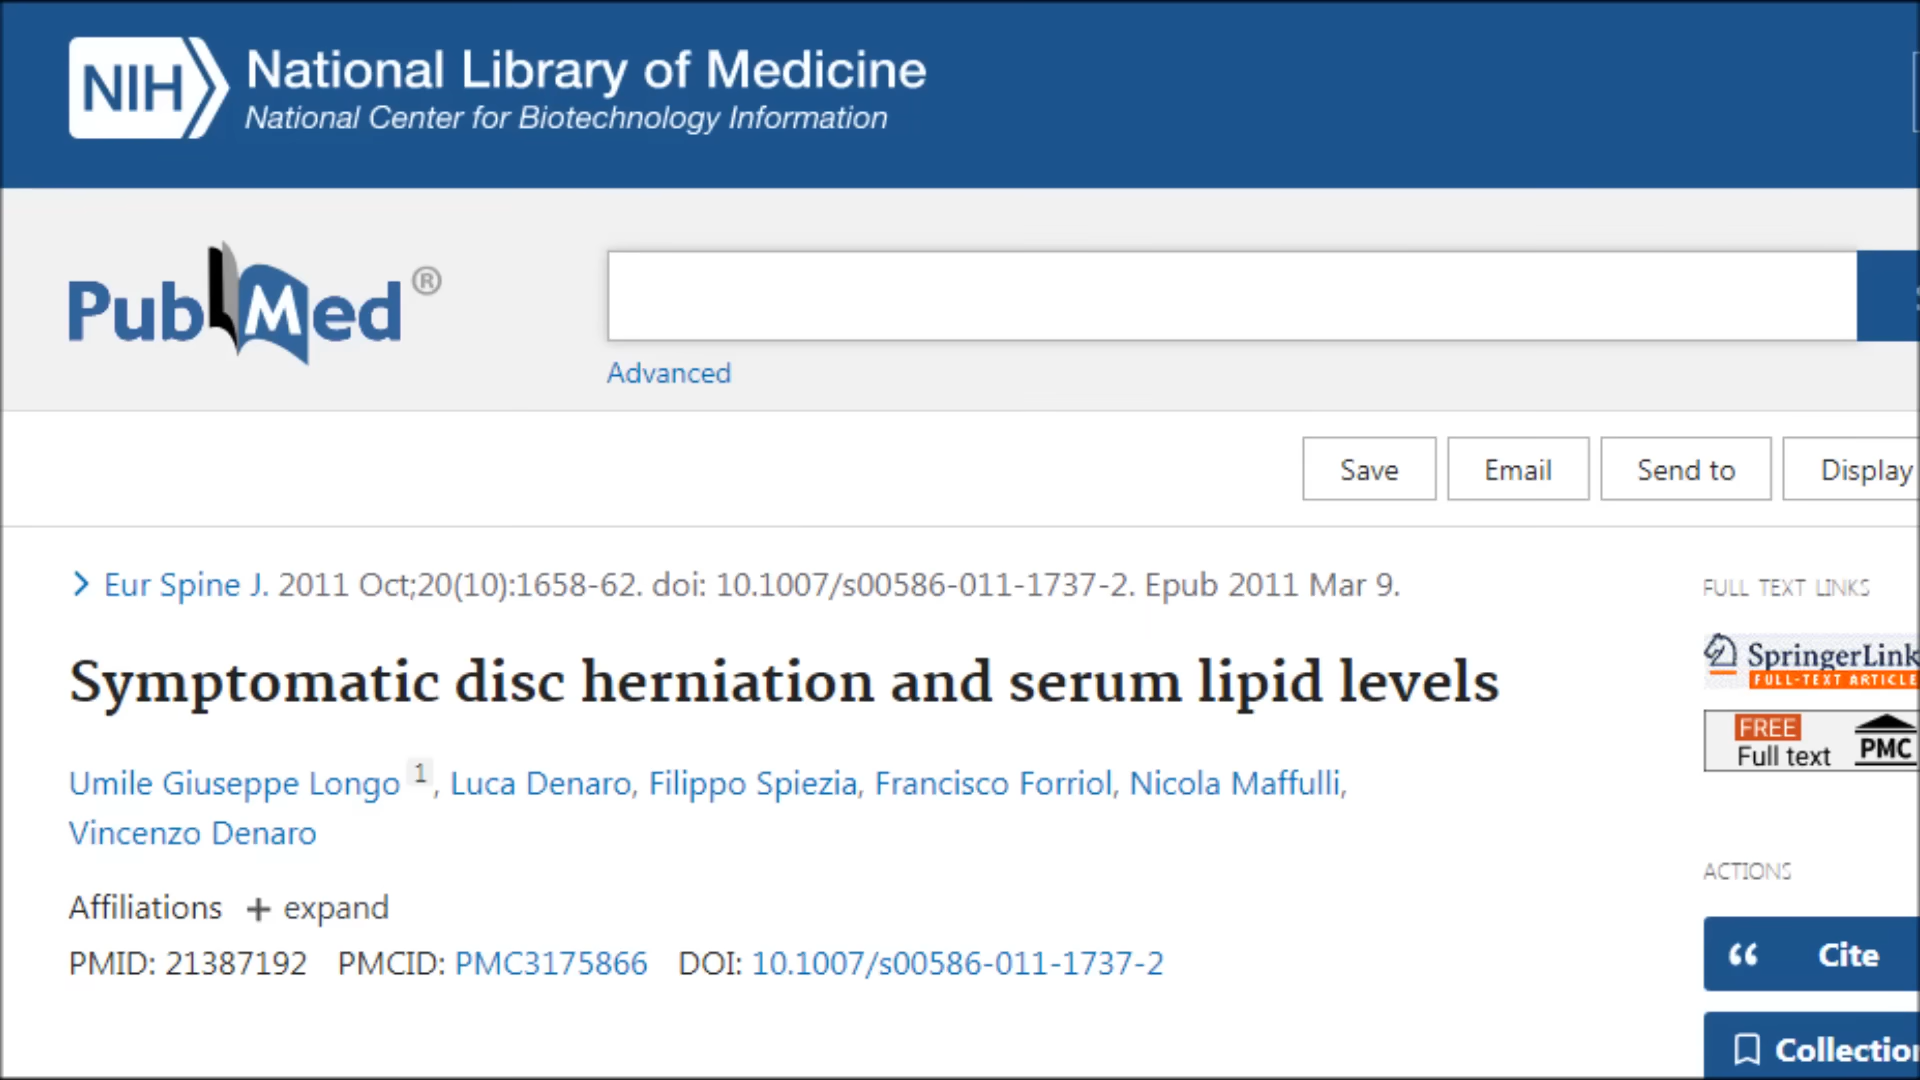 NIH National Library of Medicine
National Center for Biotechnology Information
PubMed®
Advanced
Save Email Send to Display
Eur Spine J. 2011 Oct;20(10):1658-62. doi: 10.1007/s00586-011-1737-2. Epub 2011 Mar 9.
Symptomatic disc herniation and serum lipid levels
Umile Giuseppe Longo 1, Luca Denaro, Filippo Spiezia, Francisco Forriol, Nicola Maffulli,
Vincenzo Denaro
Affiliations + expand
PMID: 21387192 PMCID: PMC3175866 DOI: 10.1007/s00586-011-1737-2
FULL TEXT LINKS
SpringerLink
FULL-TEXT ARTICLE
FREE
Full text PMC
ACTIONS
Cite
Collection